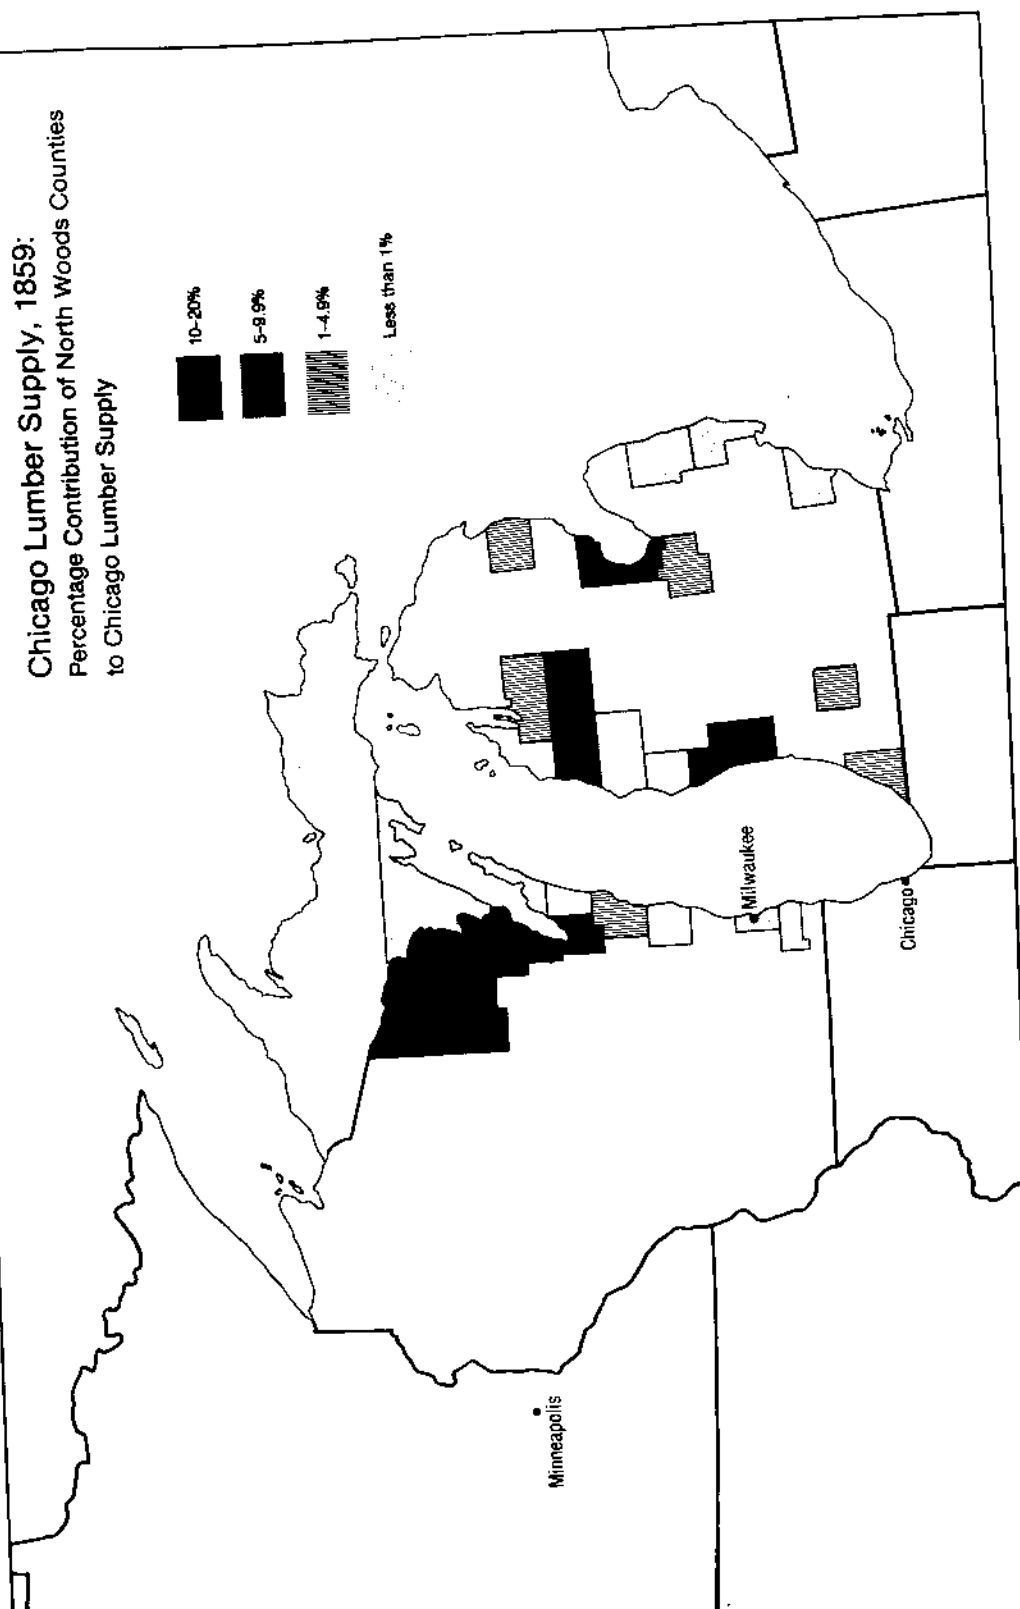 Chicago Lumber Supply, 1859:
Percentage Contribution of North Woods Counties
to Chicago Lumber Supply
10-20%
5-9.9%
1-4.9%
Less than 1%
Milwaukee
Chicago
Minneapolis